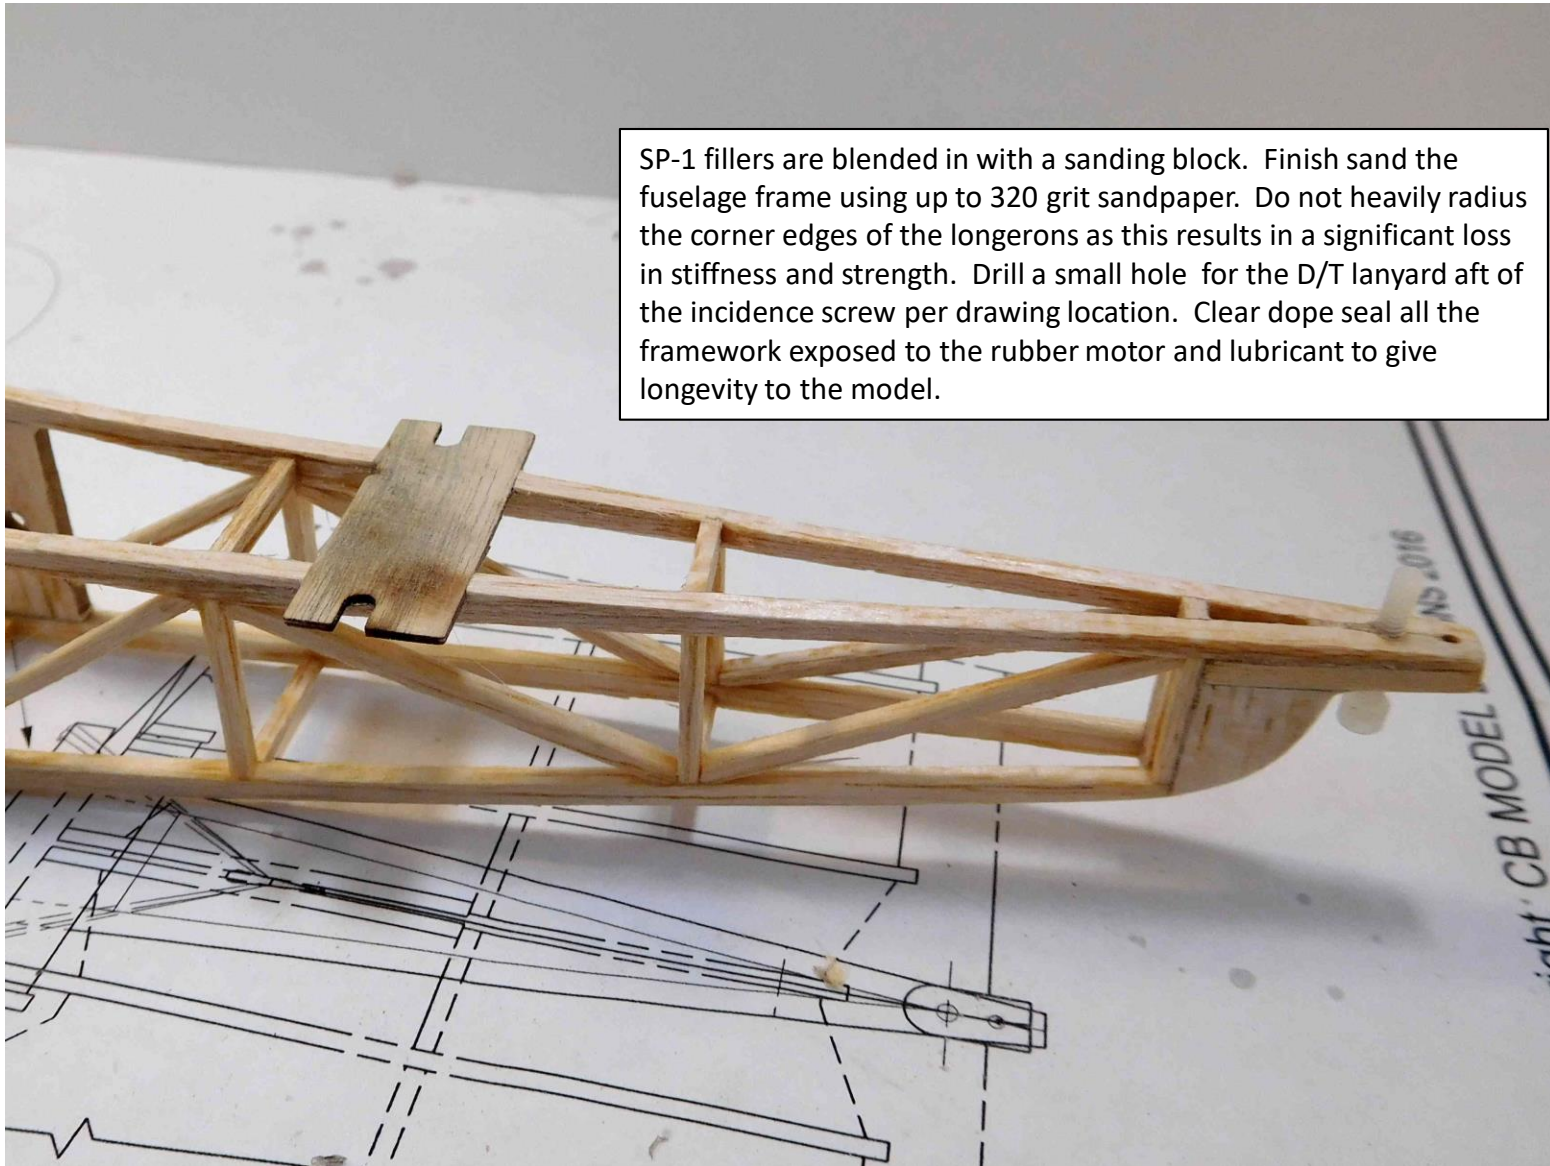 SP-1 fillers are blended in with a sanding block. Finish sand the
fuselage frame using up to 320 grit sandpaper. Do not heavily radius
the corner edges of the longerons as this results in a significant loss
in stiffness and strength. Drill a small hole for the D/T lanyard aft of
the incidence screw per drawing location. Clear dope seal all the
framework exposed to the rubber motor and lubricant to give
longevity to the model.
CB MODEL
2016